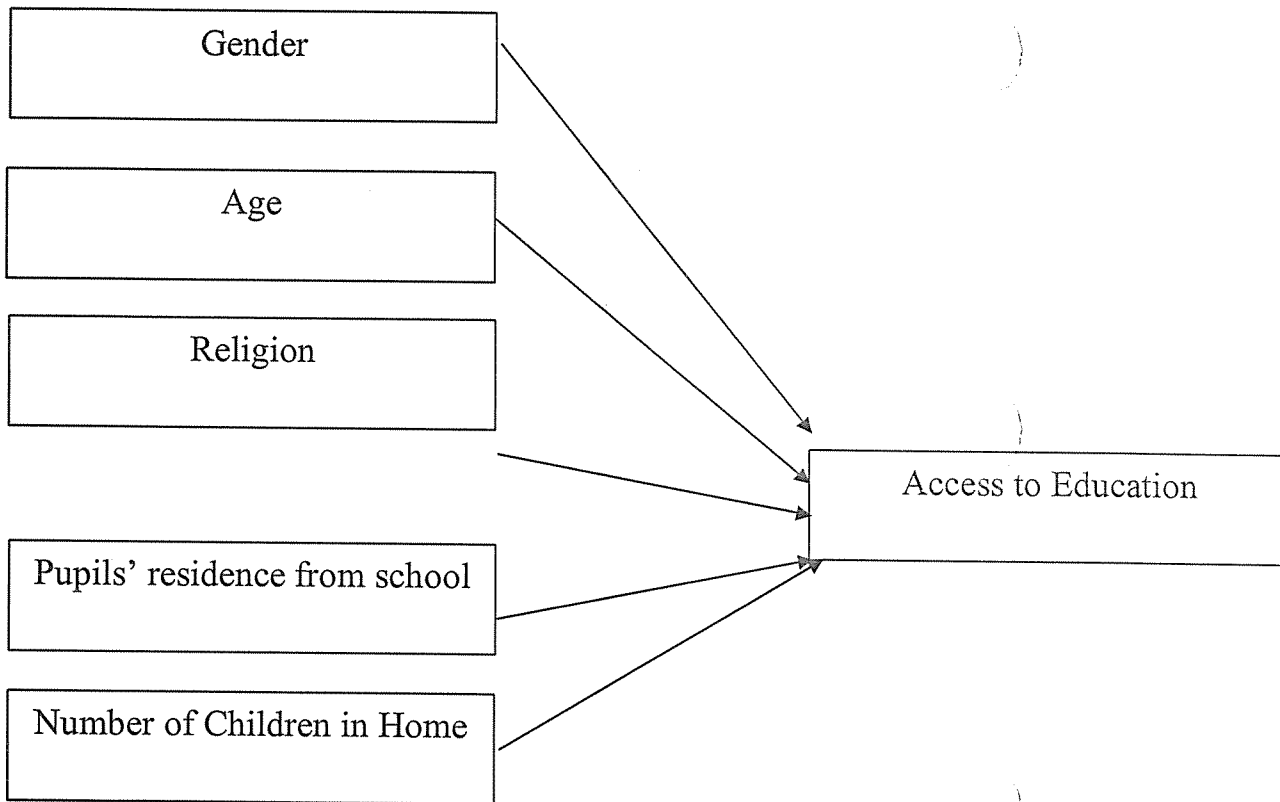 Gender
Age
Religion
Access to Education
Pupils’ residence from school
Number of Children in Home